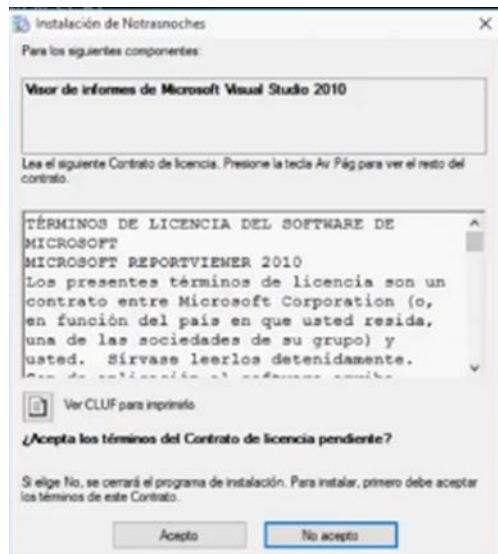 Instalación de Notrasnoches
Para los siguientes componentes:
Visor de informes de Microsoft Visual Studio 2010
Lea el siguiente Contrato de licencia. Presione la tecla Av Pág para ver el resto del
contrato.
TÉRMINOS DE LICENCIA DEL SOFTWARE DE
MICROSOFT
MICROSOFT REPORTVIEWER 2010
Los presentes términos de licencia son un
contrato entre Microsoft Corporation (o,
en función del país en que usted resida,
una de las sociedades de su grupo) y
usted. Sírvase leerlos detenidamente.
Ver CLUF para imprimirlo
¿Acepta los términos del Contrato de licencia pendiente?
Si elige No, se cerrará el programa de instalación. Para instalar, primero debe aceptar
los términos de este Contrato.
Acepto
No acepto